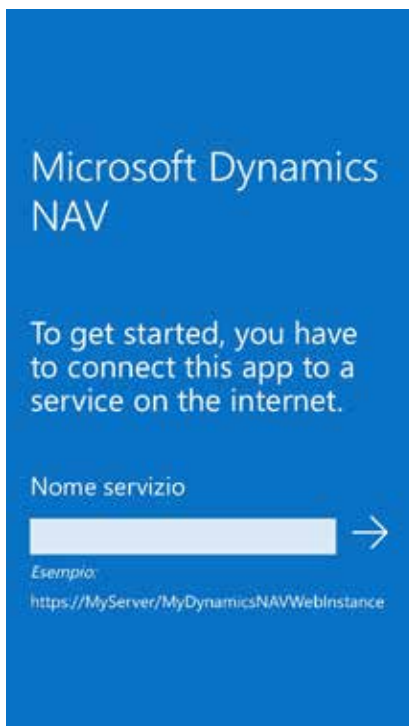 Microsoft Dynamics
NAV
To get started, you have
to connect this app to a
service on the internet.
Nome servizio
Esempio:
https://MyServer/MyDynamicsNAVWebInstance